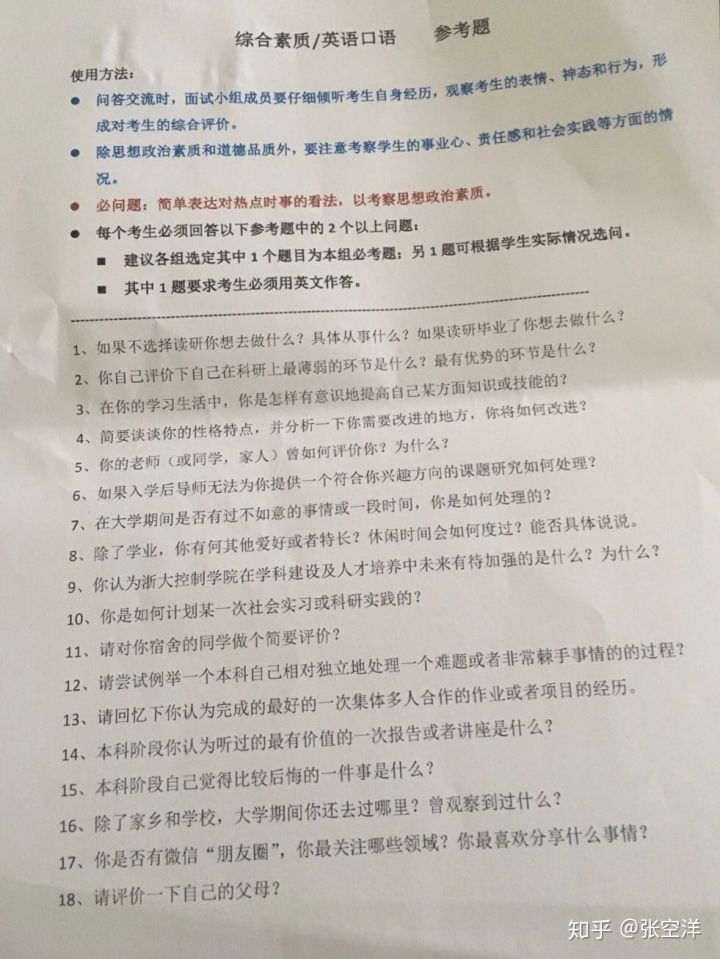 综合素质/英语口语 参考题
使用方法：
● 问答交流时，面试小组成员要仔细倾听考生自身经历，观察考生的表情、神态和行为，形
成对考生的综合评价。
● 除思想政治素质和道德品质外，要注意考察学生的事业心、责任感和社会实践等方面的情
况。
● 必问题：简单表达对热点时事的看法，以考察思想政治素质。
● 每个考生必须回答以下参考题中的 2 个以上问题：
■ 建议各组选定其中 1 个题目为本组必考题；另 1 题可根据学生实际情况选问。
■ 其中 1 题要求考生必须用英文作答。
1、如果不选择读研你想去做什么？具体从事什么？如果读研毕业了你想去做什么？
2、你自己评价下自己在科研上最薄弱的环节是什么？最有优势的环节是什么？
3、在你的学习生活中，你是怎样有意识地提高自己某方面知识或技能的？
4、简要谈谈你的性格特点，并分析一下你需要改进的地方，你将如何改进？
5、你的老师（或同学，家人）曾如何评价你？为什么？
6、如果入学后导师无法为你提供一个符合你兴趣方向的课题研究如何处理？
7、在大学期间是否有过不如意的事情或一段时间，你是如何处理的？
8、除了学业，你有何其他爱好或者特长？休闲时间会如何度过？能否具体说说。
9、你认为浙大控制学院在学科建设及人才培养中未来有待加强的是什么？为什么？
10、你是如何计划某一次社会实习或科研实践的？
11、请对你宿舍的同学做个简要评价？
12、请尝试例举一个本科自己相对独立地处理一个难题或者非常棘手事情的的过程？
13、请回忆下你认为完成的最好的一次集体多人合作的作业或者项目的经历。
14、本科阶段你认为听过的最有价值的一次报告或者讲座是什么？
15、本科阶段自己觉得比较后悔的一件事是什么？
16、除了家乡和学校，大学期间你还去过哪里？曾观察到过什么？
17、你是否有微信“朋友圈”，你最关注哪些领域？你最喜欢分享什么事情？
18、请评价一下自己的父母？
知乎 @张空洋